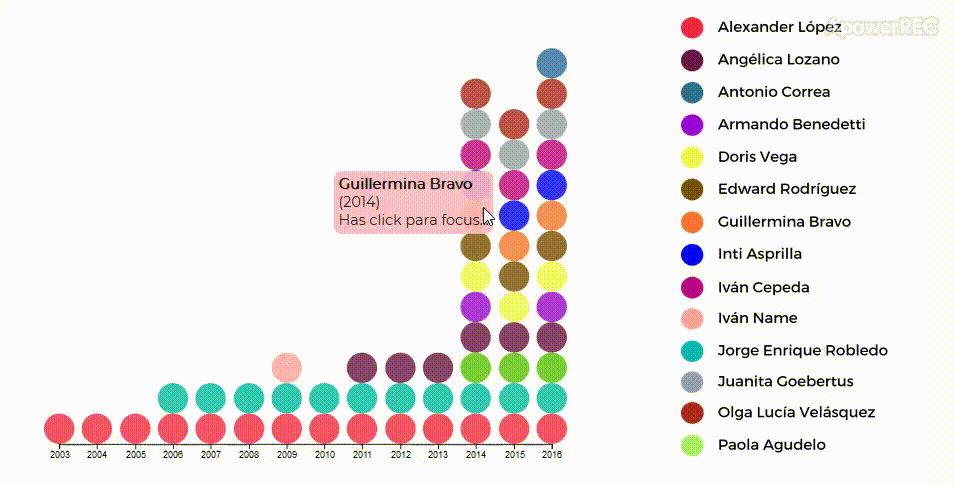 Alexander López
ApowerREC
Angélica Lozano
Antonio Correa
Armando Benedetti
Doris Vega
Edward Rodríguez
Guillermina Bravo
Inti Asprilla
Iván Cepeda
Iván Name
Jorge Enrique Robledo
Juanita Goebertus
Olga Lucía Velásquez
Paola Agudelo
Guillermina Bravo
(2014)
Has click para focus...
2003 2004 2005 2006 2007 2008 2009 2010 2011 2012 2013 2014 2015 2016